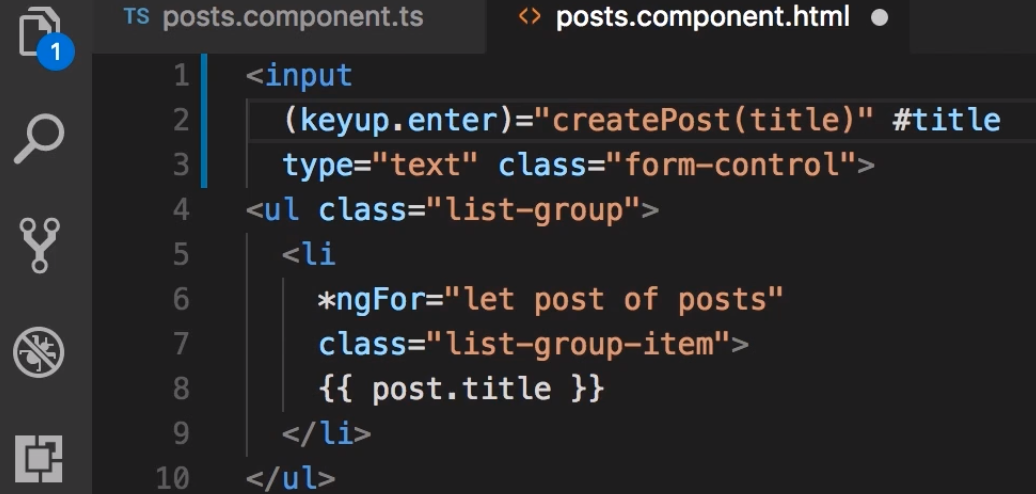 TS posts.component.ts <> posts.component.html
1
1 <input
2 (keyup.enter)="createPost(title)" #title
3 type="text" class="form-control">
4 <ul class="list-group">
5 <li
6 *ngFor="let post of posts"
7 class="list-group-item">
8 {{ post.title }}
9 </li>
10 </ul>